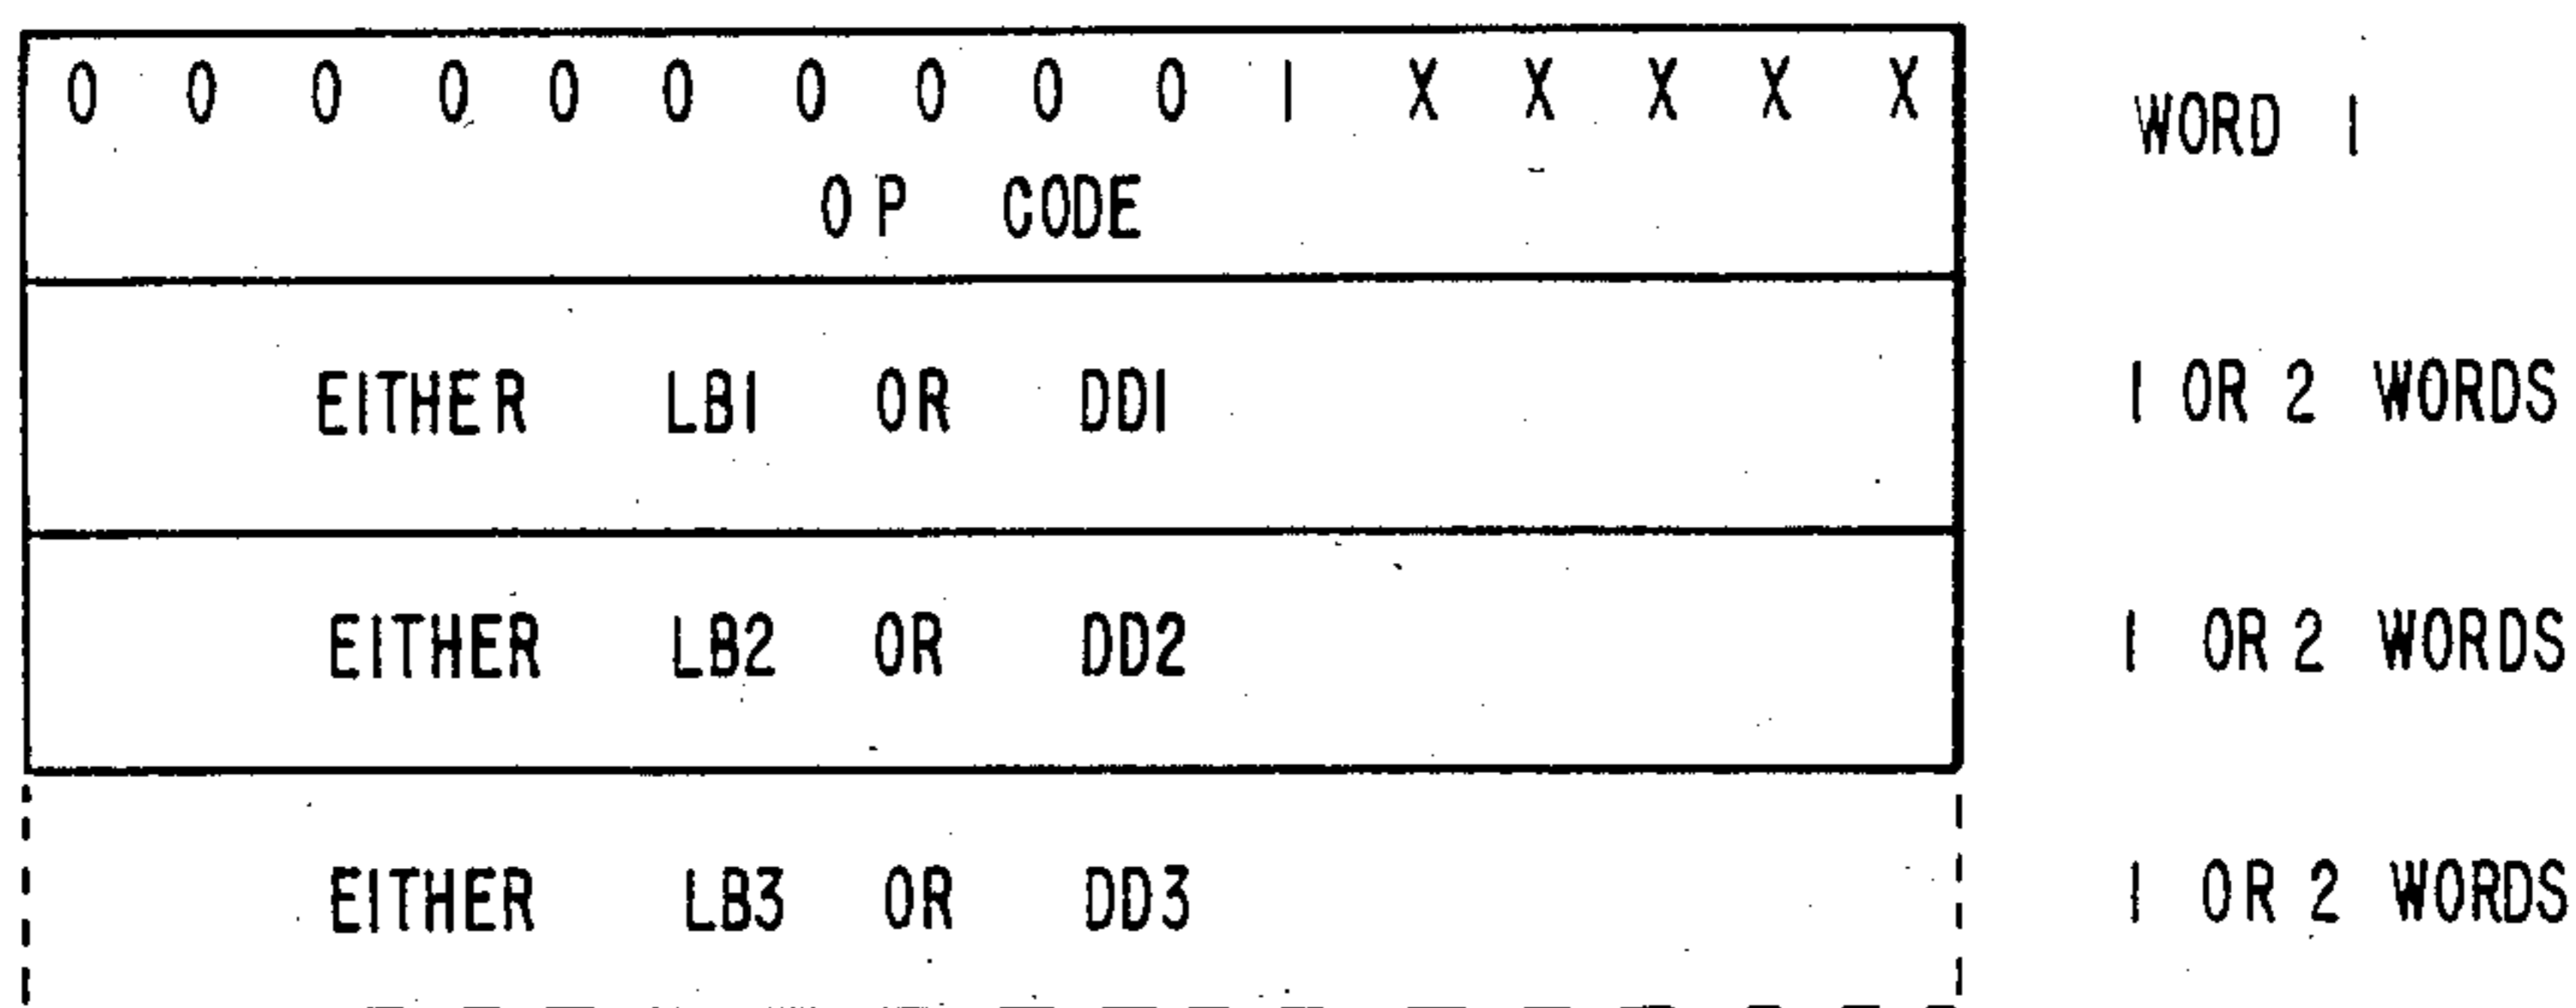 0 0 0 0 0 0 0 0 0 0 1 X X X X X
WORD 1
OP CODE
EITHER LB1 OR DD1
1 OR 2 WORDS
EITHER LB2 OR DD2
1 OR 2 WORDS
EITHER LB3 OR DD3
1 OR 2 WORDS